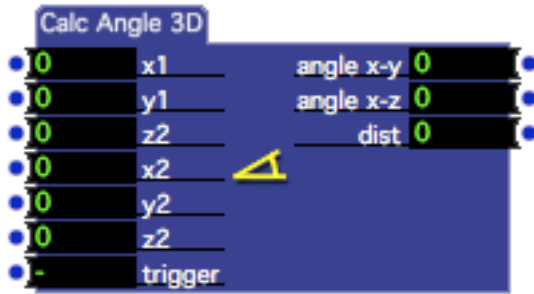 Calc Angle 3D
0 x1 angle x-y 0
0 y1 angle x-z 0
0 z2 dist 0
0 x2
0 y2
0 z2
- trigger